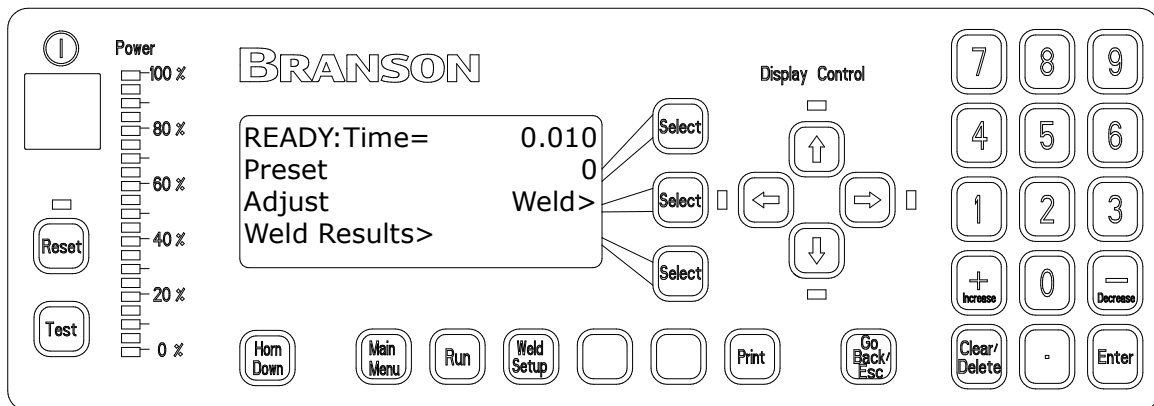 Power
100 %
80 %
60 %
40 %
20 %
0 %
Reset
Test
BRANSON
READY:Time= 0.010
Preset 0
Adjust Weld>
Weld Results>
Select
Select
Select
Display Control
Horn
Down
Main
Menu
Run
Weld
Setup
Print
Go
Back/
Esc
7 8 9
4 5 6
1 2 3
+ 0 –
Increase Decrease
Clear/
Delete
.
Enter